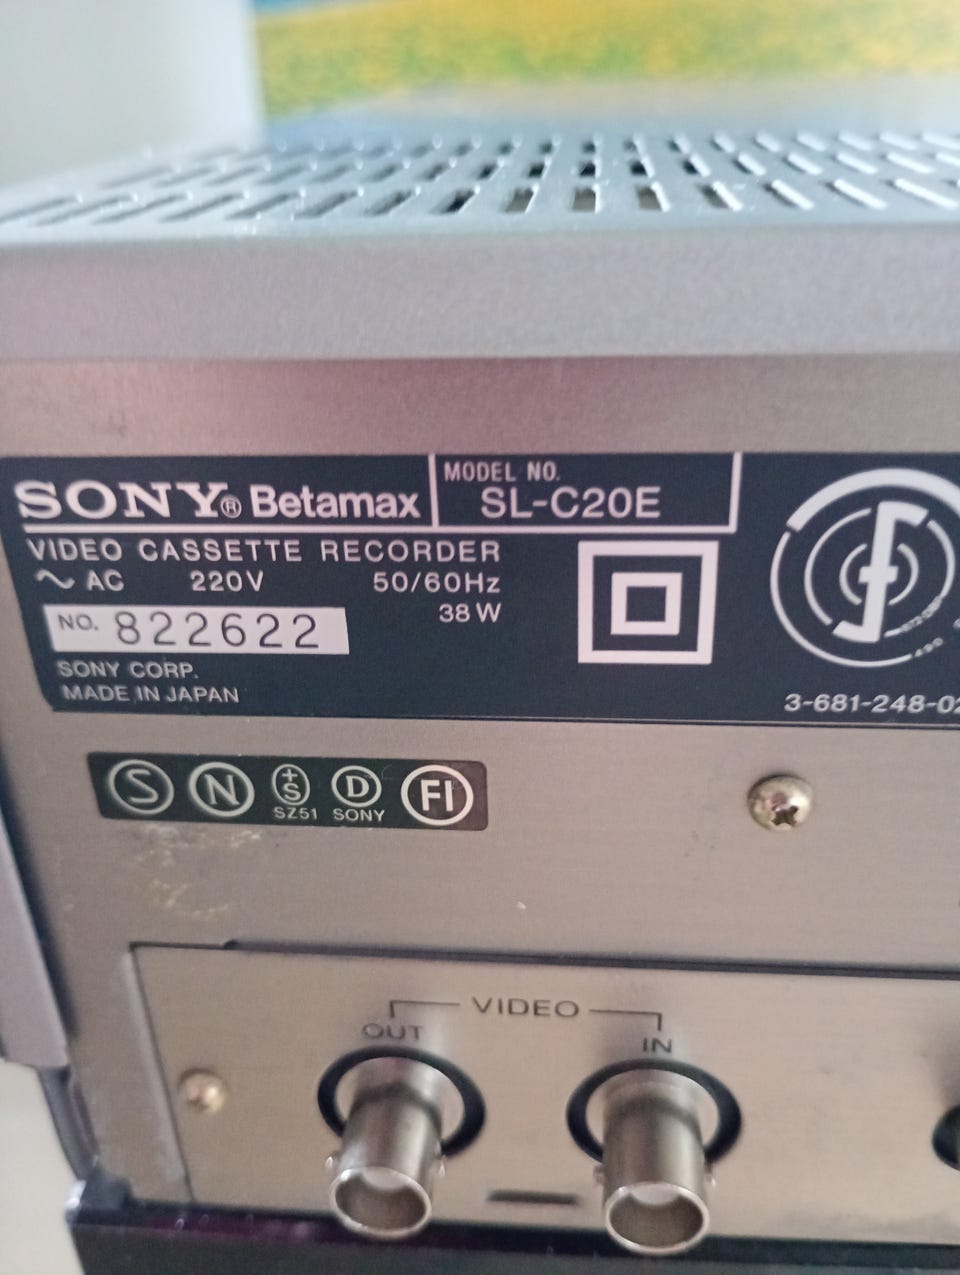 SONY® Betamax
MODEL NO.
SL-C20E
VIDEO CASSETTE RECORDER
~ AC 220V 50/60Hz
38W
NO. 822622
SONY CORP.
MADE IN JAPAN
3-681-248-02
S N +S D FI
SZ51 SONY
VIDEO
OUT
IN